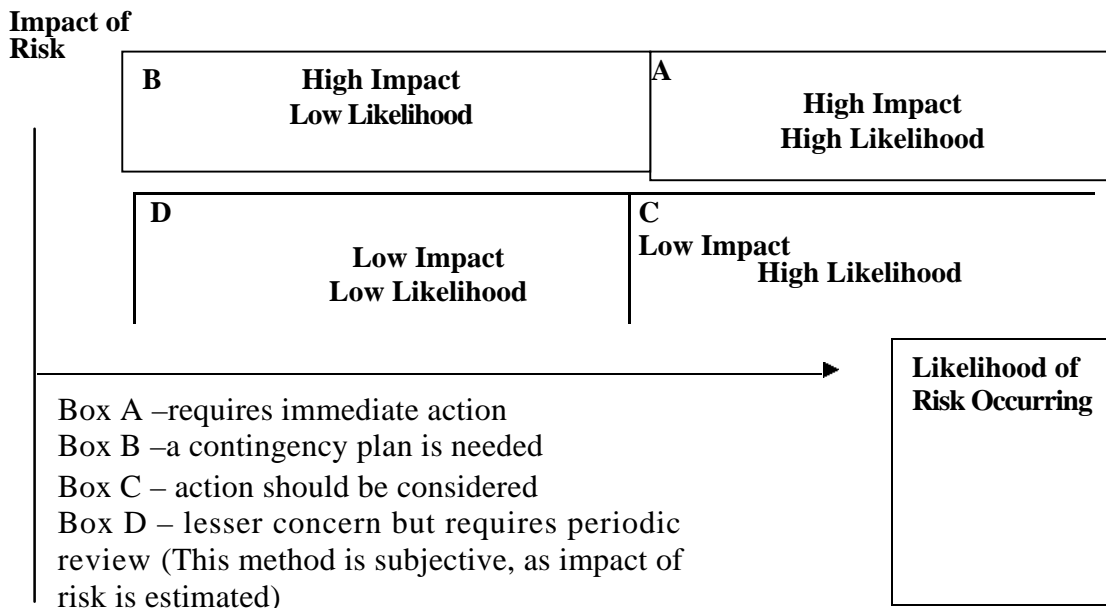 Impact of
Risk
B
High Impact
Low Likelihood
A
High Impact
High Likelihood
D
Low Impact
Low Likelihood
C
Low Impact
High Likelihood
Likelihood of
Risk Occurring
Box A –requires immediate action
Box B –a contingency plan is needed
Box C – action should be considered
Box D – lesser concern but requires periodic
review (This method is subjective, as impact of
risk is estimated)